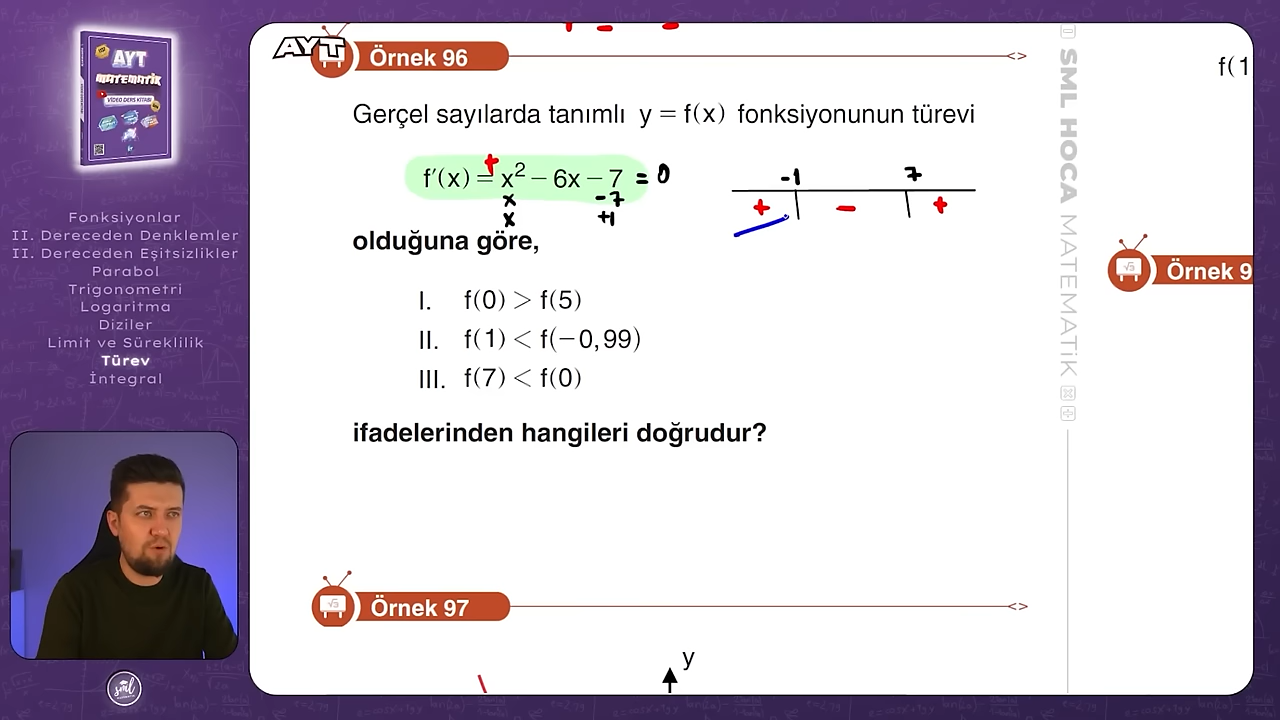 AYT
MATEMATİK
VİDEO DERS KİTABI
Fonksiyonlar
II. Dereceden Denklemler
II. Dereceden Eşitsizlikler
Parabol
Trigonometri
Logaritma
Diziler
Limit ve Süreklilik
Türev
İntegral
sml
AYT
Örnek 96
<>
Gerçel sayılarda tanımlı y = f(x) fonksiyonunun türevi
+
f′(x) = x² − 6x − 7 = 0
x -7
x +1
-1 7
+ - +
olduğuna göre,
I. f(0) > f(5)
II. f(1) < f(−0,99)
III. f(7) < f(0)
ifadelerinden hangileri doğrudur?
Örnek 97
<>
y
SML HOCA MATEMATİK
f(1
Örnek 9